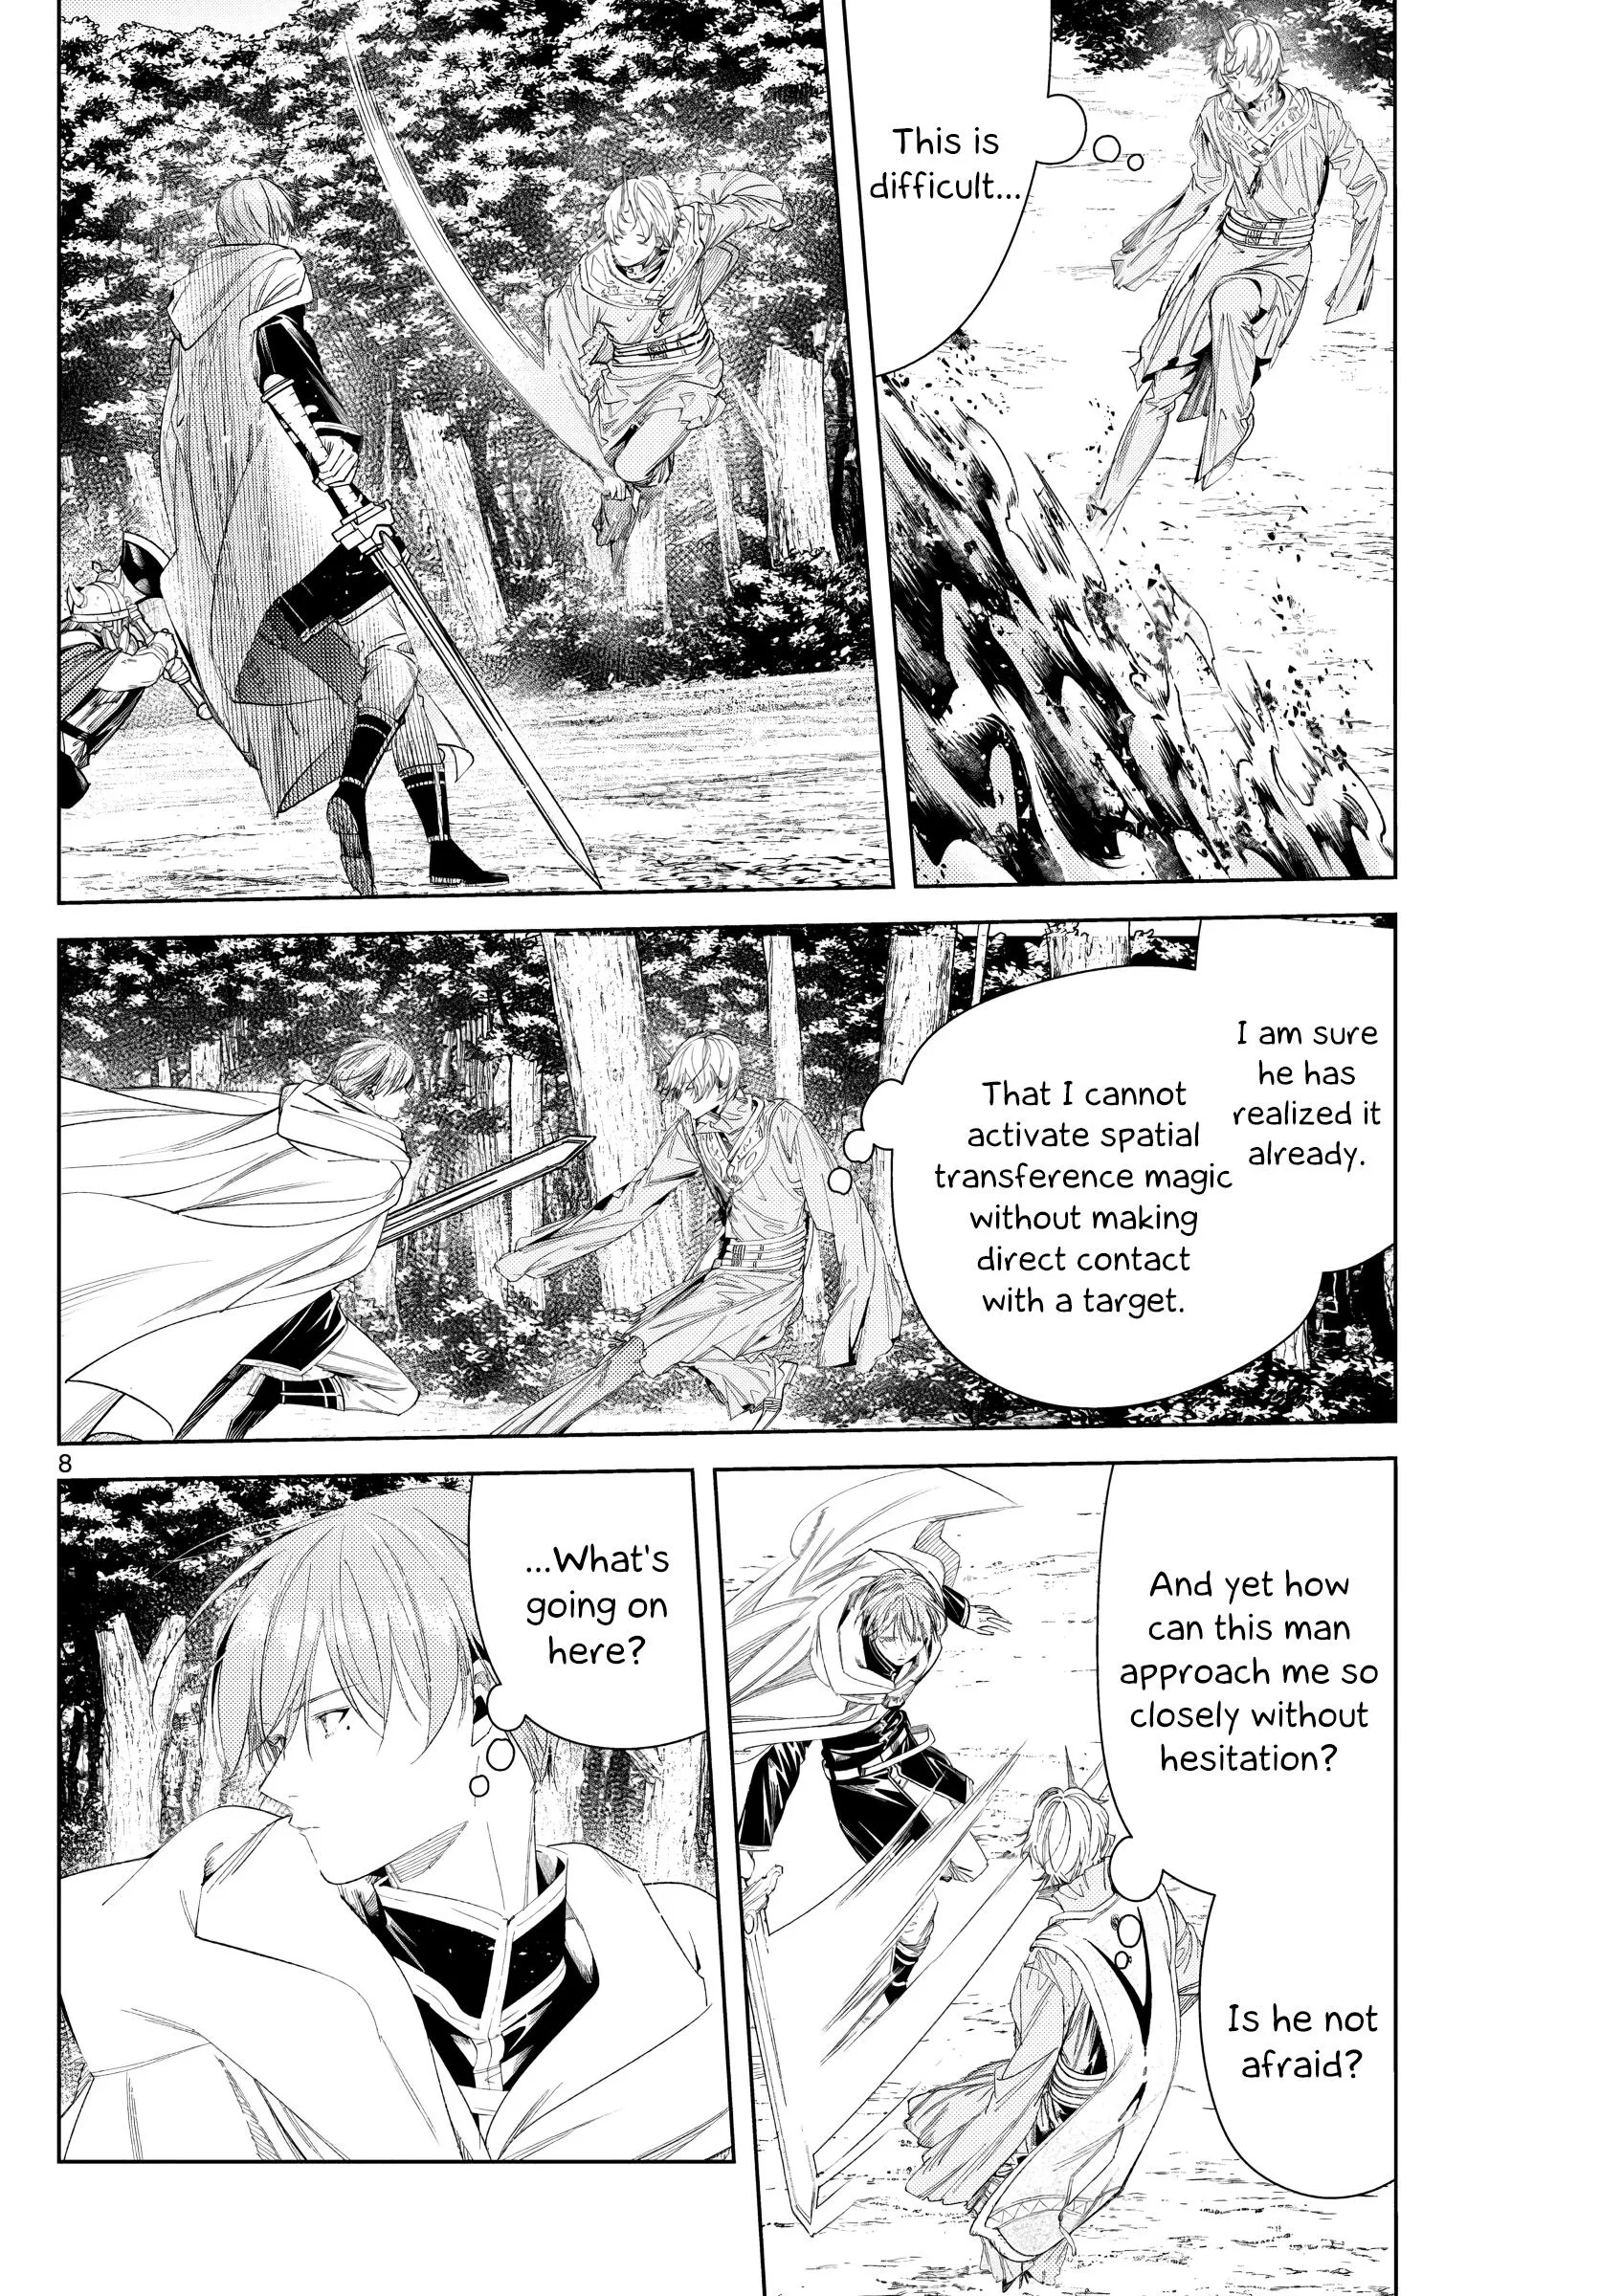 This is
difficult...
I am sure
he has
realized it
already.
That I cannot
activate spatial
transference magic
without making
direct contact
with a target.
And yet how
can this man
approach me so
closely without
hesitation?
Is he not
afraid?
...What's
going on
here?
8